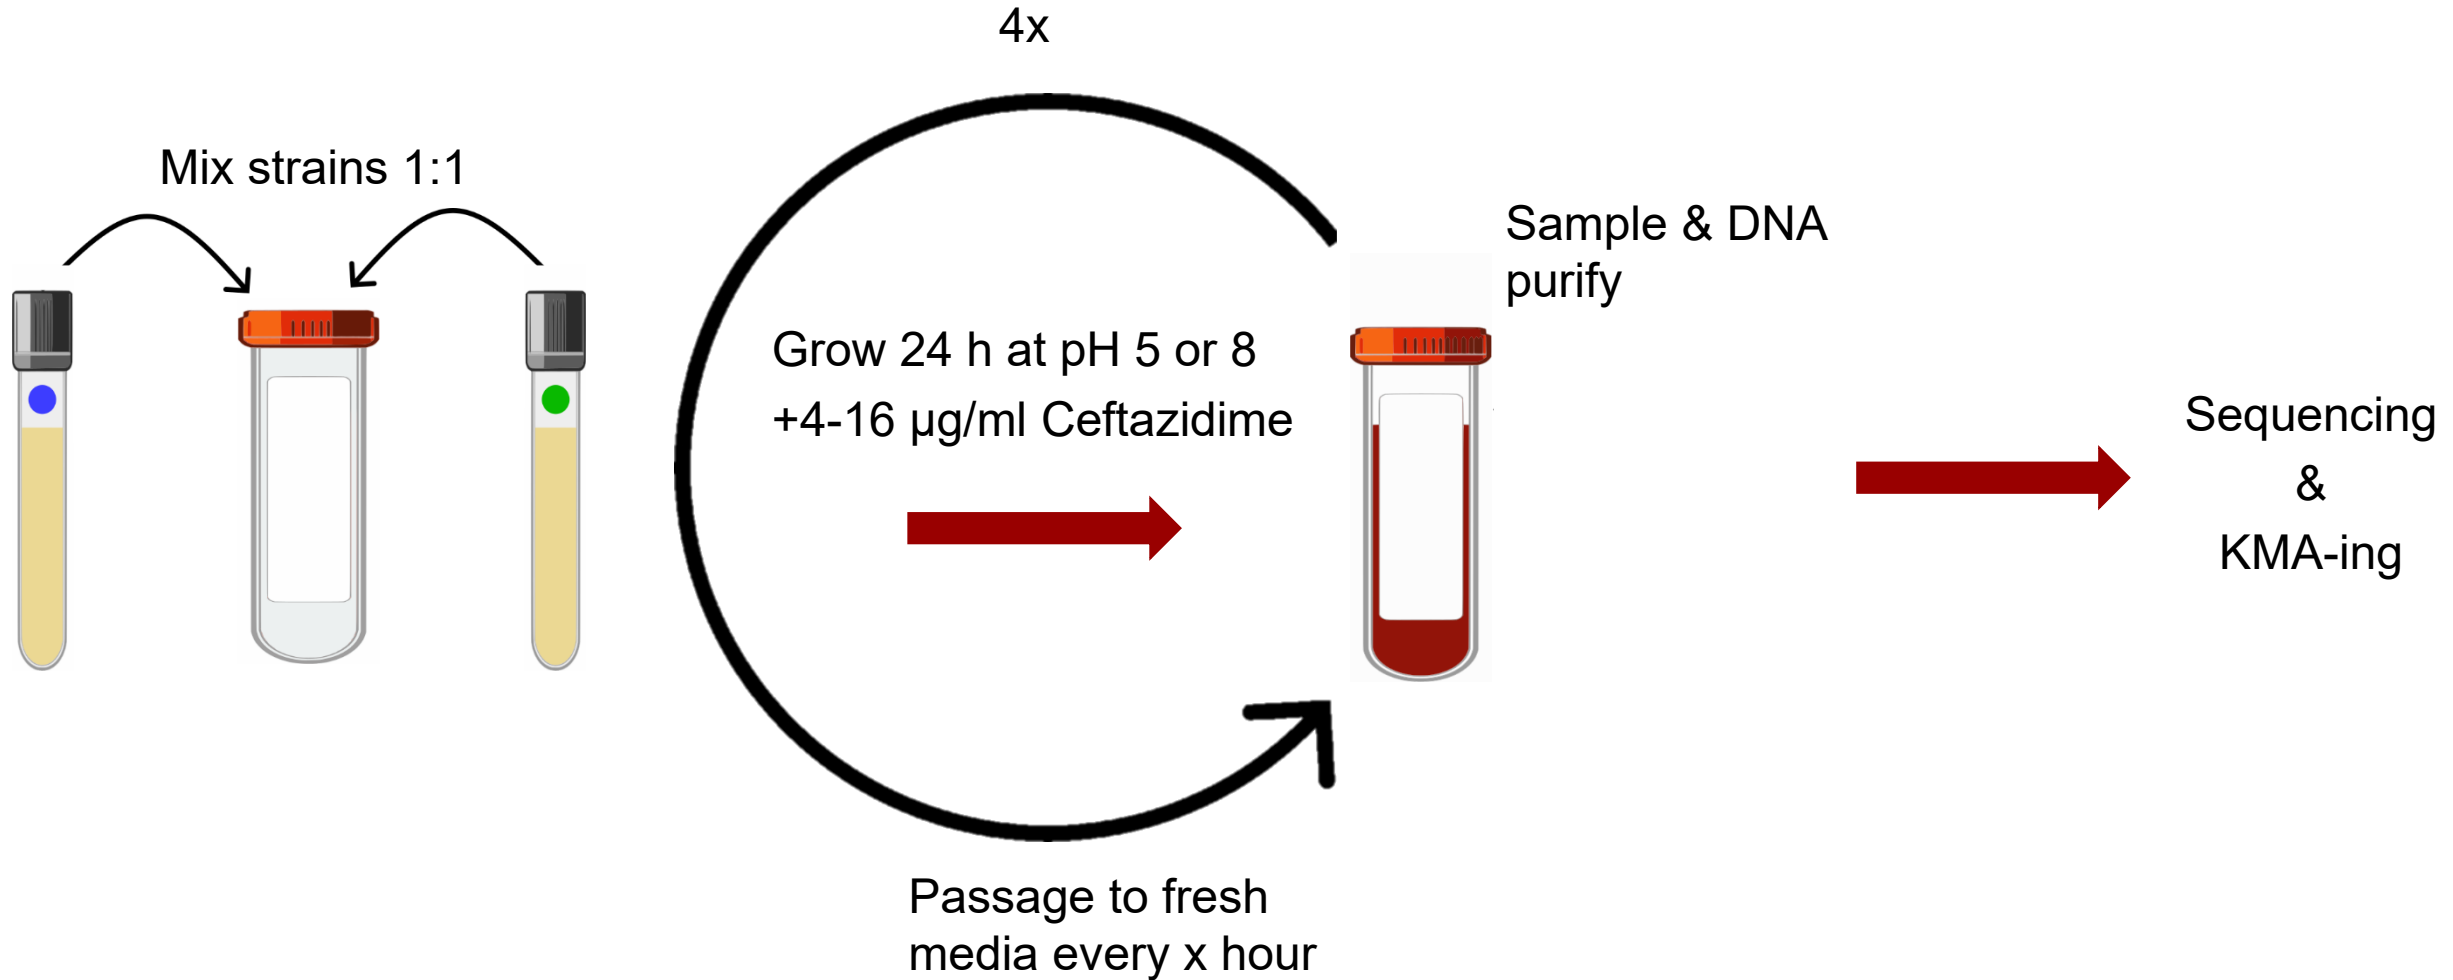 4x
Mix strains 1:1
Grow 24 h at pH 5 or 8
+4-16 µg/ml Ceftazidime
Sample & DNA
purify
Sequencing
&
KMA-ing
Passage to fresh
media every x hour